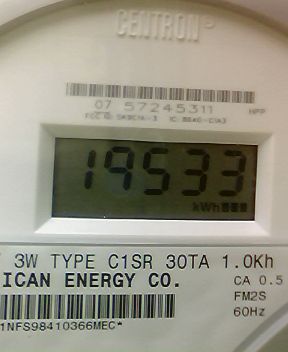 CENTRON
07 57245311
HPP
19533
kWh
3W TYPE C1SR 30TA 1.0Kh
ICAN ENERGY CO.
CA 0.5
FM2S
60Hz
1NFS98410366MEC*